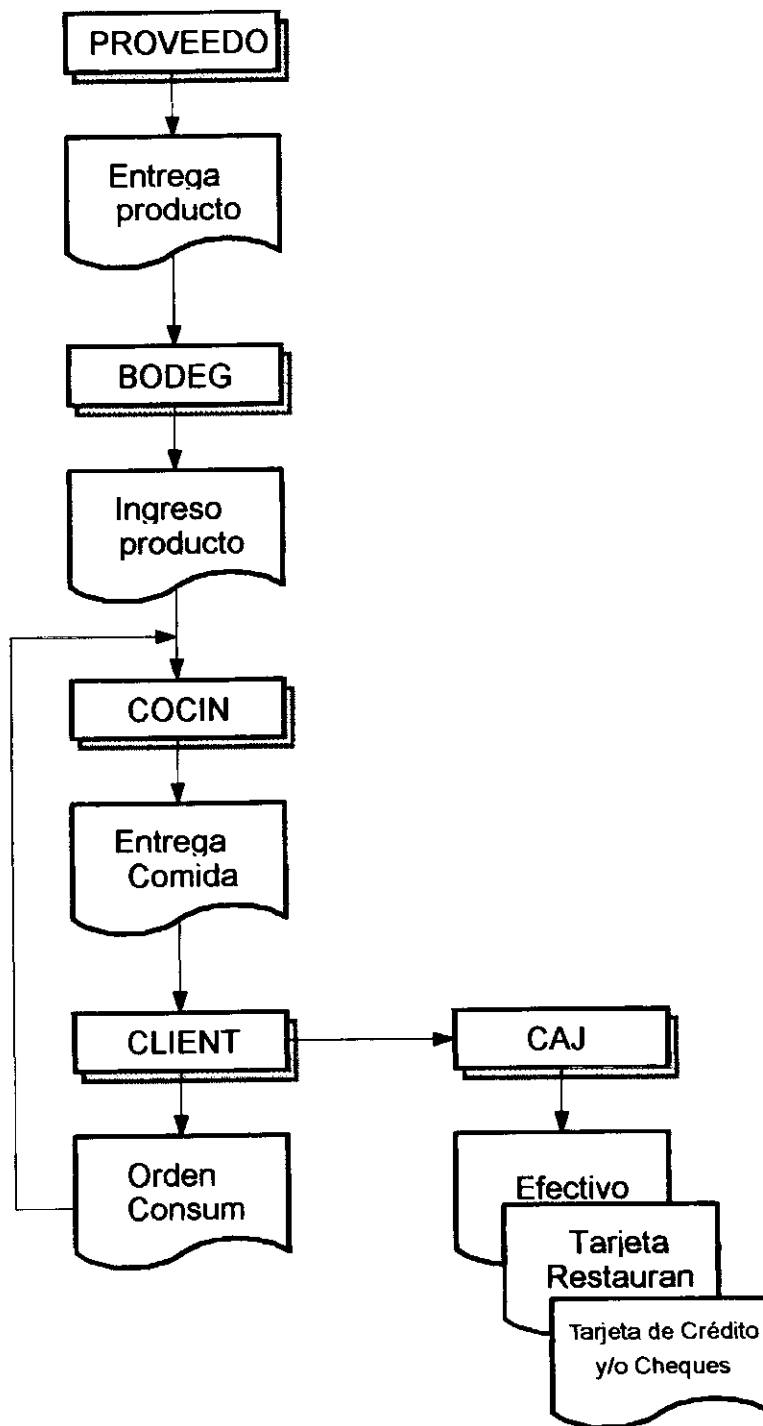 PROVEEDO
Entrega
producto
BODEG
Ingreso
producto
COCIN
Entrega
Comida
CLIENT
CAJ
Orden
Consum
Efectivo
Tarjeta
Restauran
Tarjeta de Crédito
y/o Cheques